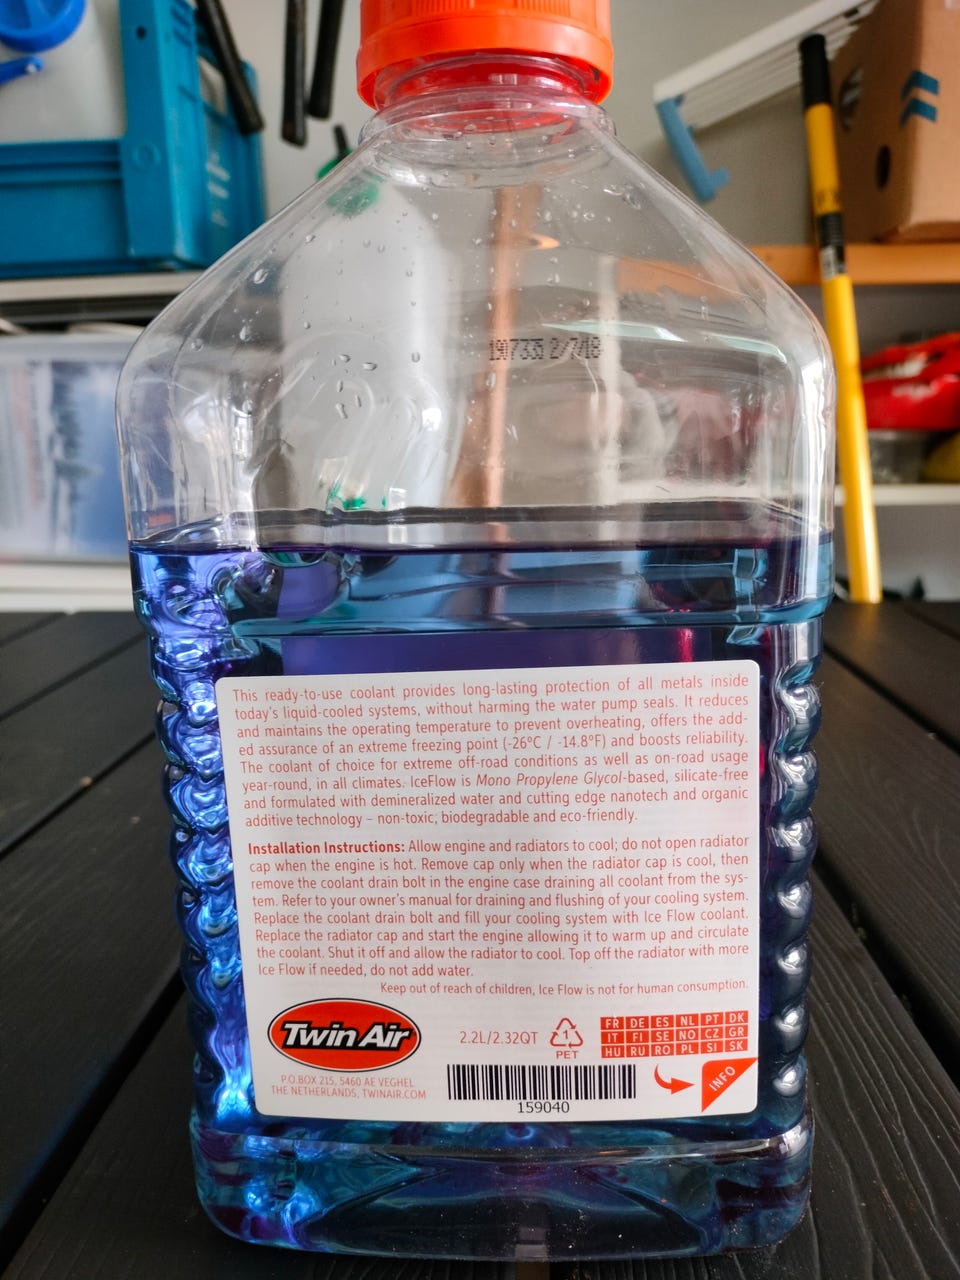 190733 2/7/18
This ready-to-use coolant provides long-lasting protection of all metals inside
today's liquid-cooled systems, without harming the water pump seals. It reduces
and maintains the operating temperature to prevent overheating, offers the add-
ed assurance of an extreme freezing point (-26°C / -14.8°F) and boosts reliability.
The coolant of choice for extreme off-road conditions as well as on-road usage
year-round, in all climates. IceFlow is Mono Propylene Glycol-based, silicate-free
and formulated with demineralized water and cutting edge nanotech and organic
additive technology – non-toxic; biodegradable and eco-friendly.
Installation Instructions: Allow engine and radiators to cool; do not open radiator
cap when the engine is hot. Remove cap only when the radiator cap is cool, then
remove the coolant drain bolt in the engine case draining all coolant from the sys-
tem. Refer to your owner's manual for draining and flushing of your cooling system.
Replace the coolant drain bolt and fill your cooling system with Ice Flow coolant.
Replace the radiator cap and start the engine allowing it to warm up and circulate
the coolant. Shut it off and allow the radiator to cool. Top off the radiator with more
Ice Flow if needed, do not add water.
Keep out of reach of children, Ice Flow is not for human consumption.
Twin Air
P.O.BOX 215, 5460 AE VEGHEL
THE NETHERLANDS, TWINAIR.COM
2.2L/2.32QT
1
PET
FR DE ES NL PT DK
IT FI SE NO CZ GR
HU RU RO PL SI SK
INFO
159040